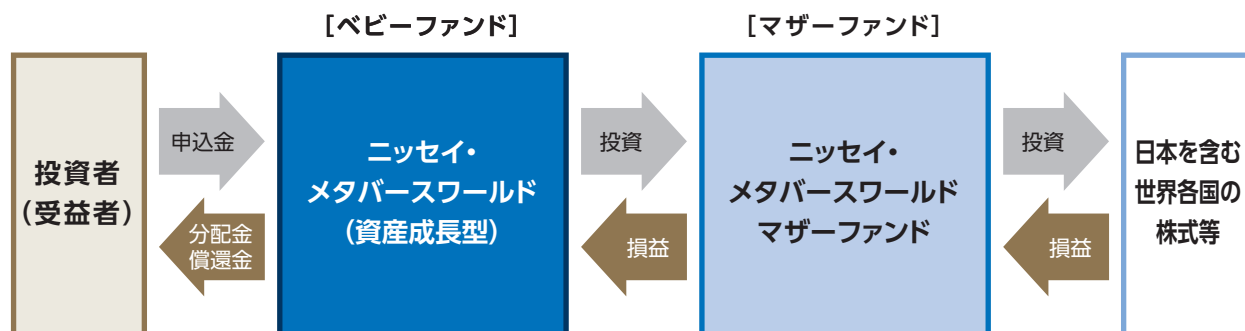 [ベビーファンド]
[マザーファンド]
投資者
(受益者)
申込金
分配金
償還金
ニッセイ・
メタバースワールド
(資産成長型)
投資
損益
ニッセイ・
メタバースワールド
マザーファンド
投資
損益
日本を含む
世界各国の
株式等